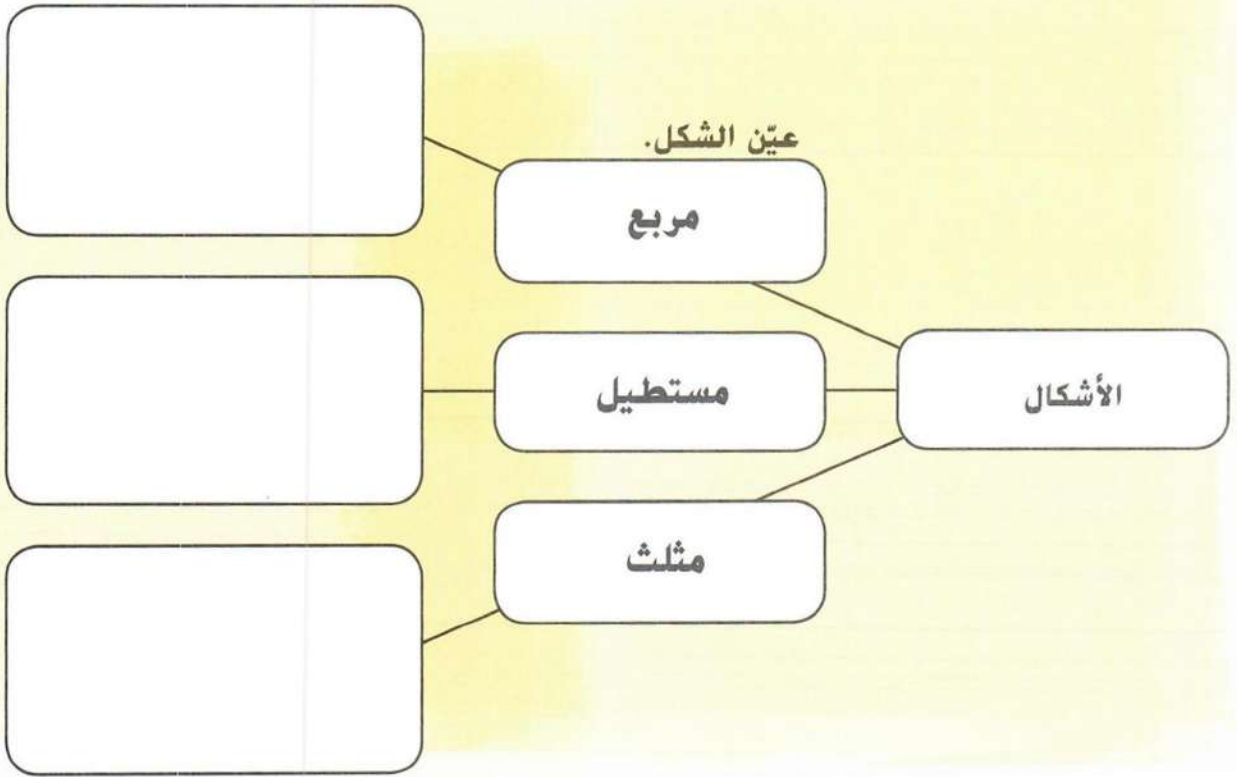 عيّن الشكل.
مربع
مستطيل
الأشكال
مثلث